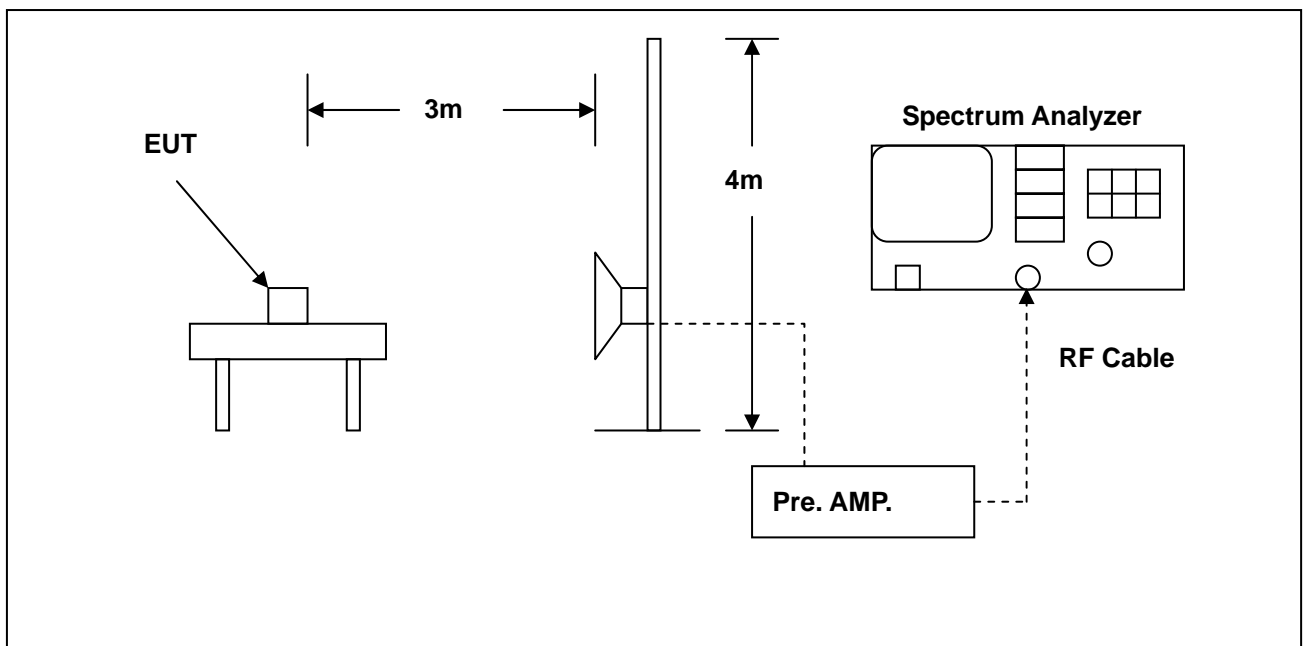 3m
Spectrum Analyzer
EUT
4m
RF Cable
Pre. AMP.